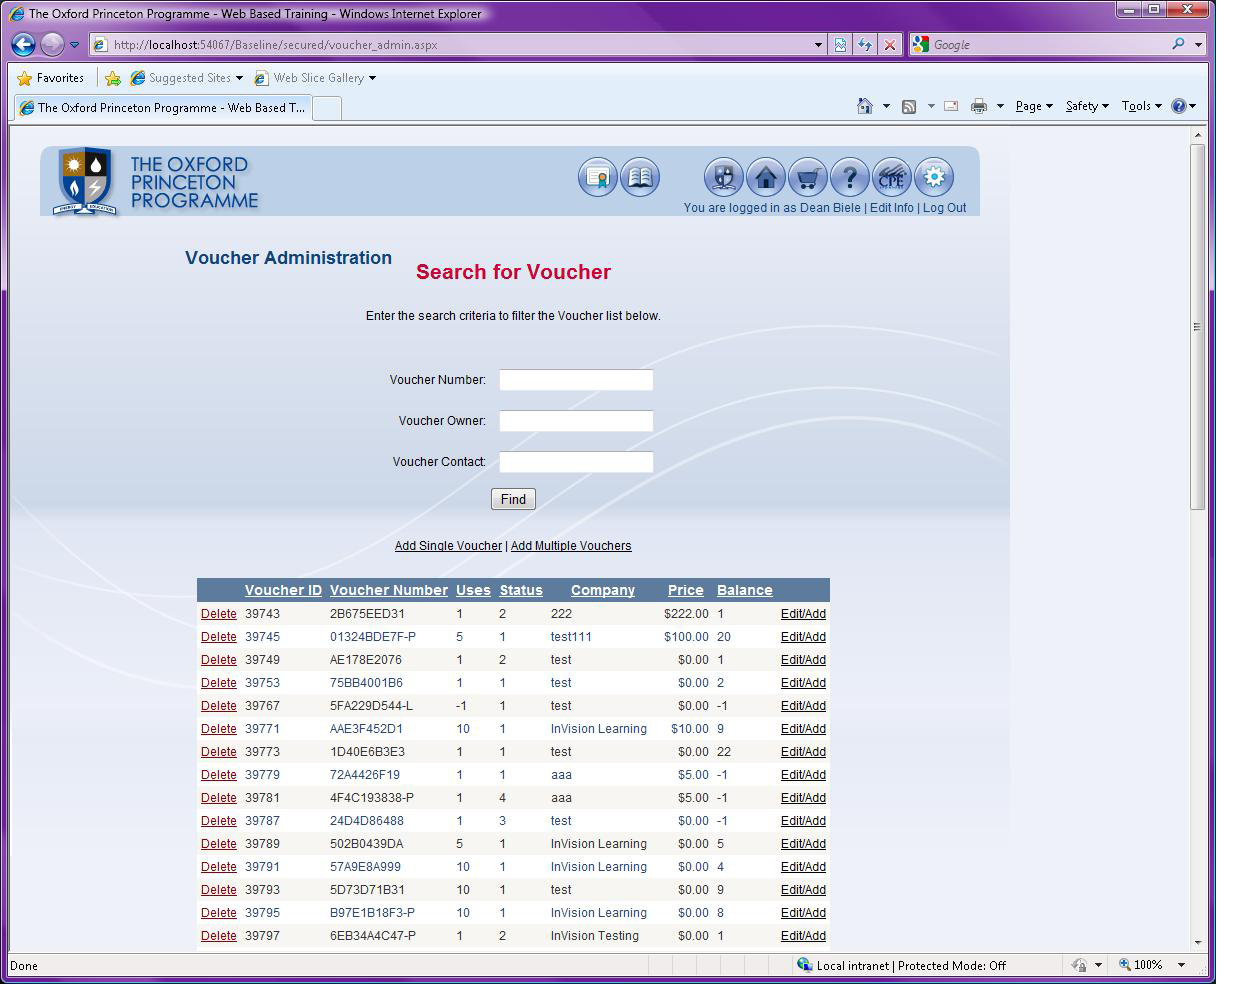 The Oxford Princeton Programme - Web Based Training - Windows Internet Explorer
http://localhost:54067/Baseline/secured/voucher_admin.aspx
Google
Favorites Suggested Sites Web Slice Gallery
The Oxford Princeton Programme - Web Based T...
Page Safety Tools
THE OXFORD
PRINCETON
PROGRAMME
ENERGY EDUCATION
CPE
You are logged in as Dean Biele | Edit Info | Log Out
Voucher Administration
Search for Voucher
Enter the search criteria to filter the Voucher list below.
Voucher Number:
Voucher Owner:
Voucher Contact:
Find
Add Single Voucher | Add Multiple Vouchers
Voucher ID Voucher Number Uses Status Company Price Balance
Delete 39743 2B675EED31 1 2 222 $222.00 1 Edit/Add
Delete 39745 01324BDE7F-P 5 1 test111 $100.00 20 Edit/Add
Delete 39749 AE178E2076 1 2 test $0.00 1 Edit/Add
Delete 39753 75BB4001B6 1 1 test $0.00 2 Edit/Add
Delete 39767 5FA229D544-L -1 1 test $0.00 -1 Edit/Add
Delete 39771 AAE3F452D1 10 1 InVision Learning $10.00 9 Edit/Add
Delete 39773 1D40E6B3E3 1 1 test $0.00 22 Edit/Add
Delete 39779 72A4426F19 1 1 aaa $5.00 -1 Edit/Add
Delete 39781 4F4C193838-P 1 4 aaa $5.00 -1 Edit/Add
Delete 39787 24D4D86488 1 3 test $0.00 -1 Edit/Add
Delete 39789 502B0439DA 5 1 InVision Learning $0.00 5 Edit/Add
Delete 39791 57A9E8A999 10 1 InVision Learning $0.00 4 Edit/Add
Delete 39793 5D73D71B31 10 1 test $0.00 9 Edit/Add
Delete 39795 B97E1B18F3-P 10 1 InVision Learning $0.00 8 Edit/Add
Delete 39797 6EB34A4C47-P 1 2 InVision Testing $0.00 1 Edit/Add
Done Local intranet | Protected Mode: Off 100%